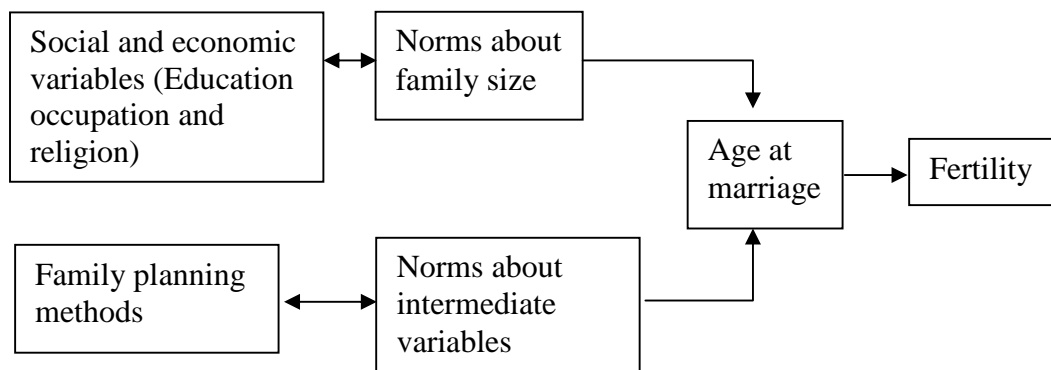 Social and economic
variables (Education
occupation and
religion)
Norms about
family size
Age at
marriage
Fertility
Family planning
methods
Norms about
intermediate
variables